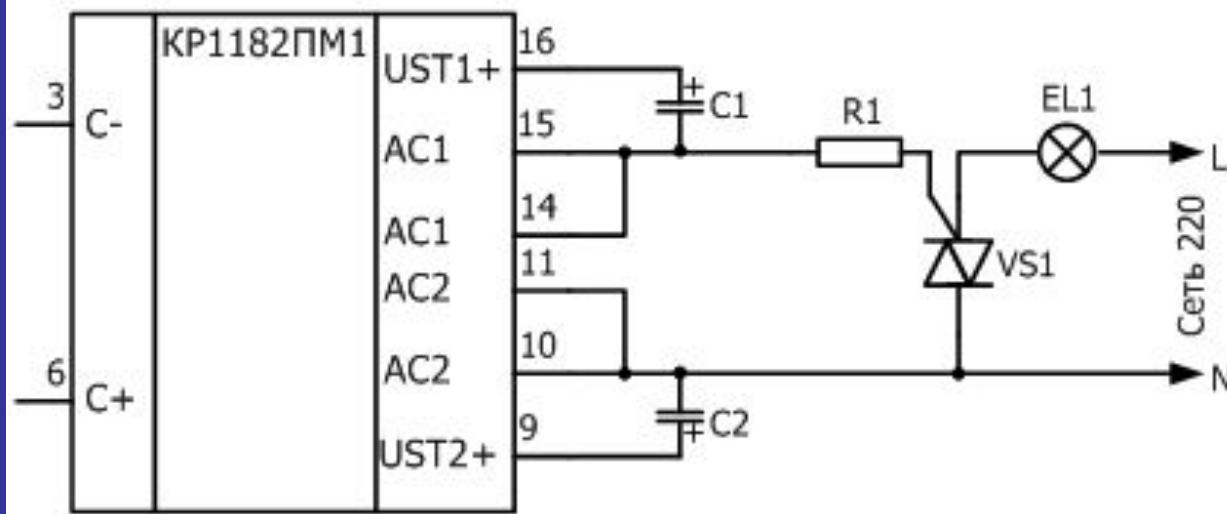 КР1182ПМ1
16
UST1+
C1
3
C-
15
AC1
R1
EL1
L
14
AC1
11
AC2
VS1
Сеть 220
10
AC2
6
C+
N
9
C2
UST2+